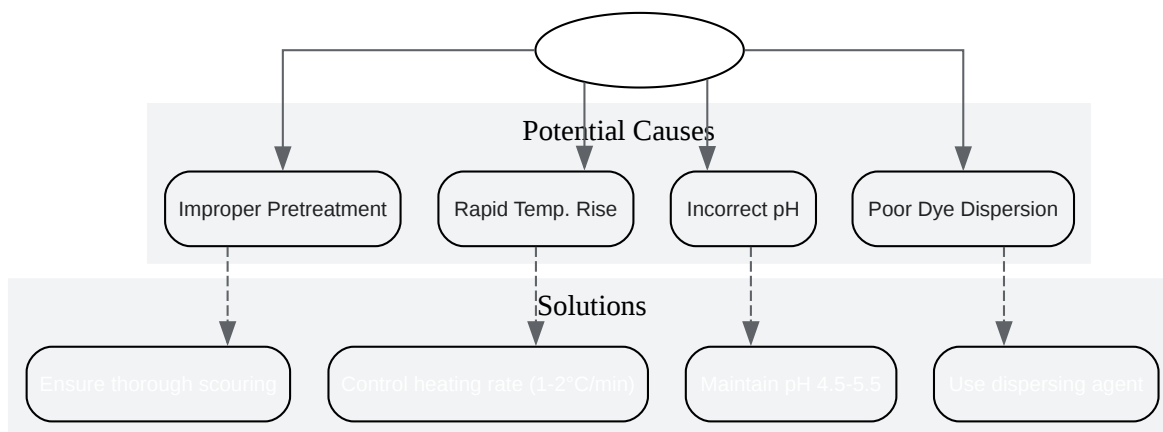 Potential Causes
Improper Pretreatment
Rapid Temp. Rise
Incorrect pH
Poor Dye Dispersion
Solutions
Ensure thorough scouring
Control heating rate (1-2°C/min)
Maintain pH 4.5-5.5
Use dispersing agent